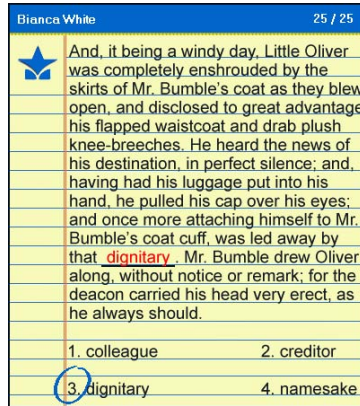 Bianca White 25 / 25
And, it being a windy day, Little Oliver
was completely enshrouded by the
skirts of Mr. Bumble's coat as they blew
open, and disclosed to great advantage
his flapped waistcoat and drab plush
knee-breeches. He heard the news of
his destination, in perfect silence; and,
having had his luggage put into his
hand, he pulled his cap over his eyes;
and once more attaching himself to Mr.
Bumble's coat cuff, was led away by
that dignitary. Mr. Bumble drew Oliver
along, without notice or remark; for the
deacon carried his head very erect, as
he always should.
1. colleague 2. creditor
3. dignitary 4. namesake